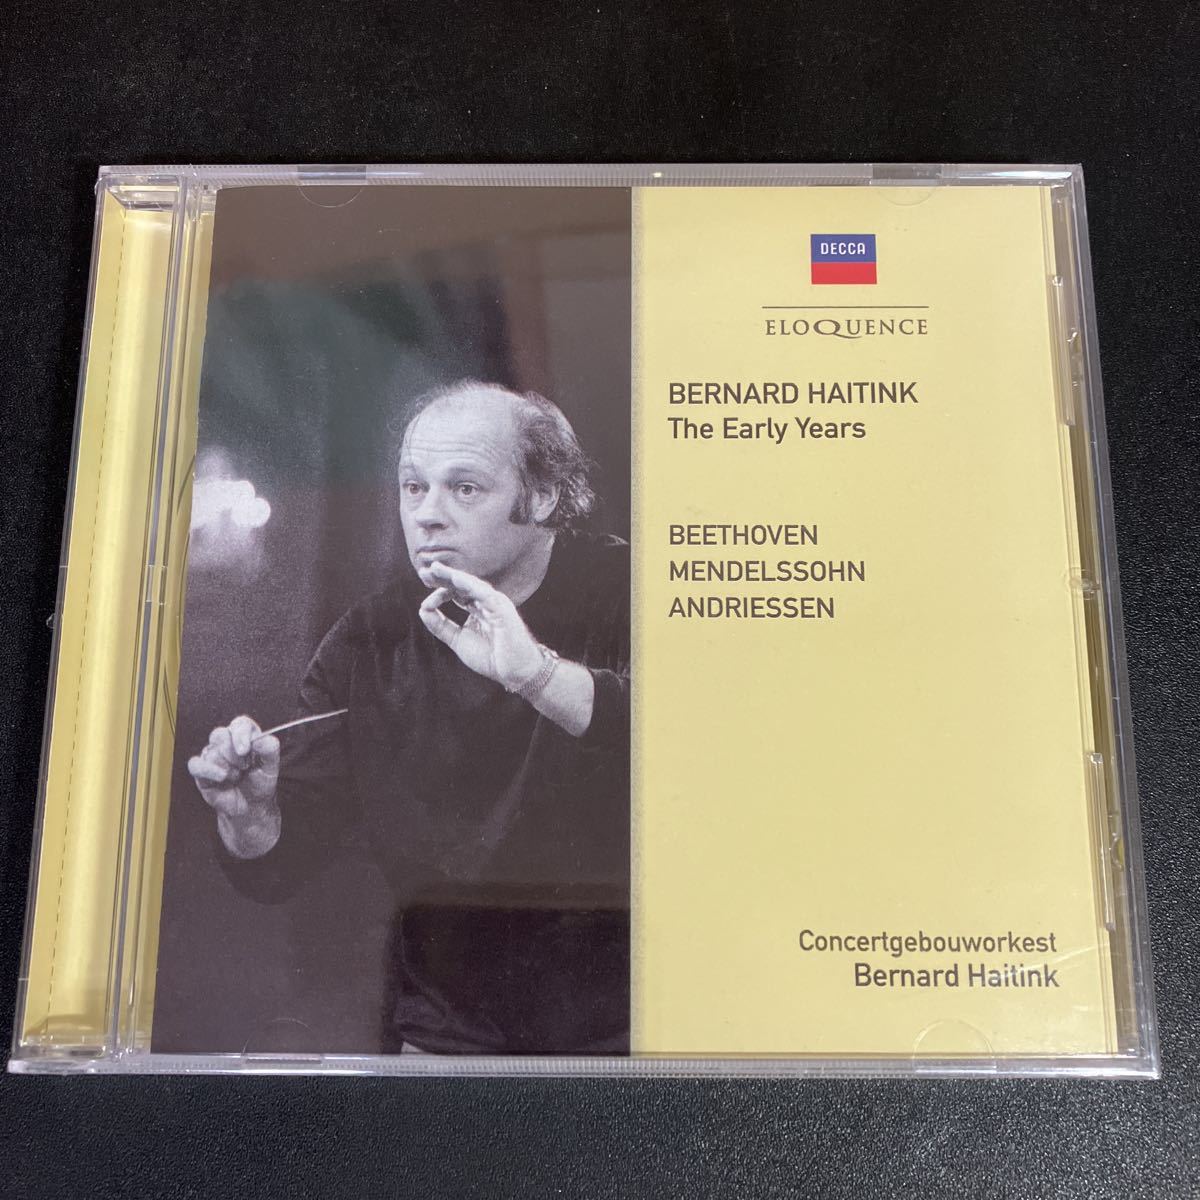 DECCA
ELOQUENCE
BERNARD HAITINK
The Early Years
BEETHOVEN
MENDELSSOHN
ANDRIESSEN
Concertgebouworkest
Bernard Haitink